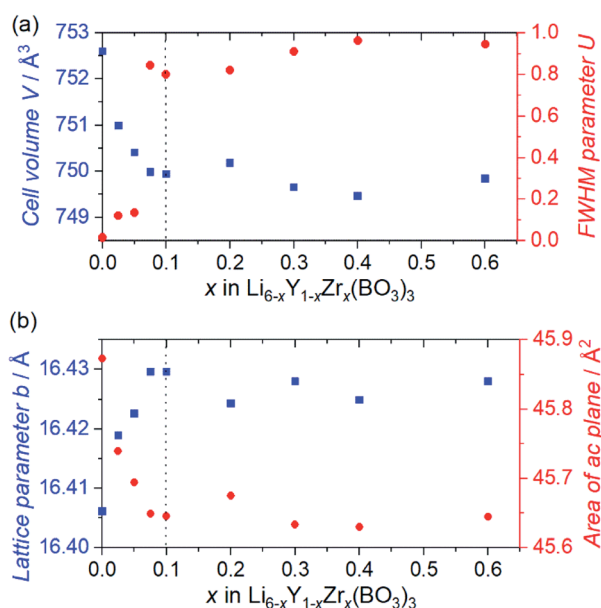 (a)
753
752
751
750
749
Cell volume V / Å³
1.0
0.8
0.6
0.4
0.2
0.0
FWHM parameter U
0.0 0.1 0.2 0.3 0.4 0.5 0.6
x in Li₆₋ₓY₁₋ₓZrₓ(BO₃)₃
(b)
16.43
16.42
16.41
16.40
Lattice parameter b / Å
45.9
45.8
45.7
45.6
Area of ac plane / Å²
0.0 0.1 0.2 0.3 0.4 0.5 0.6
x in Li₆₋ₓY₁₋ₓZrₓ(BO₃)₃